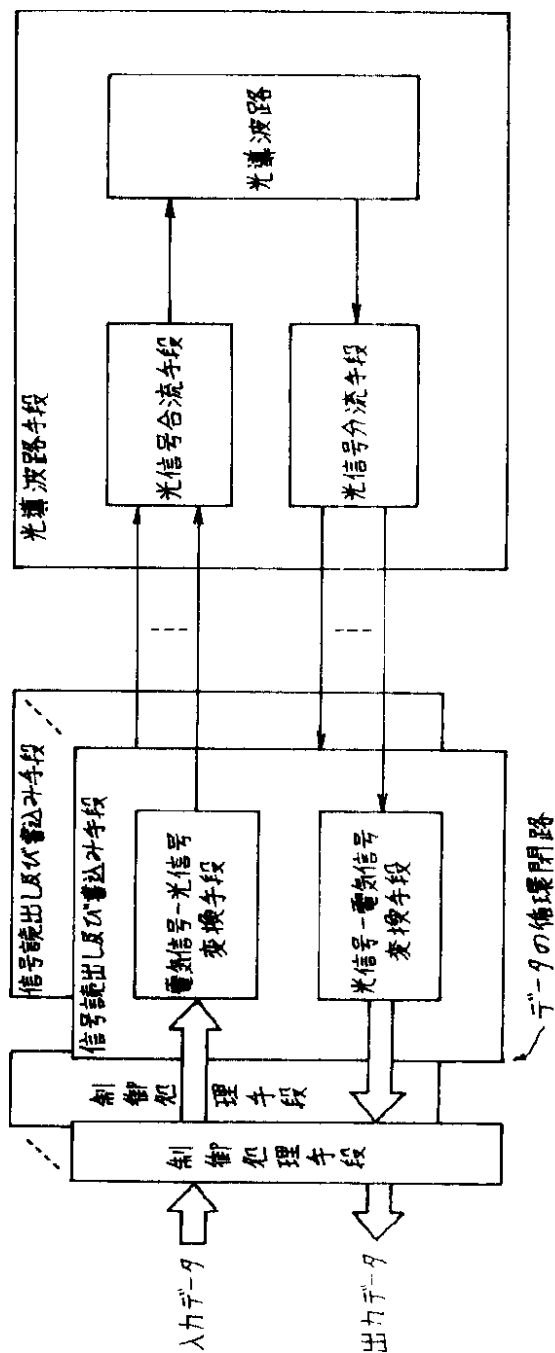 光導波路手段
光導波路
光信号合流手段
光信号分流手段
信号読出し及び書込み手段
信号読出し及び書込み手段
電気信号-光信号
変換手段
光信号-電気信号
変換手段
データの循環閉路
制御処理手段
制御処理手段
入力データ
出力データ